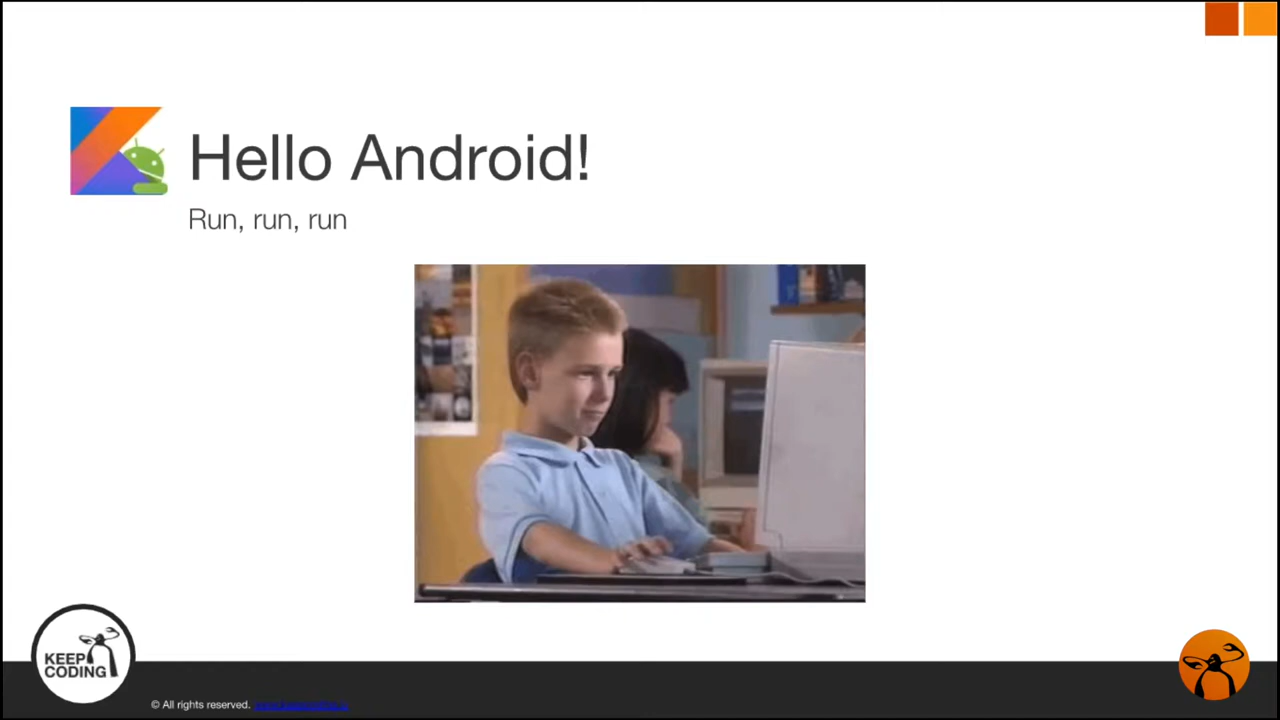 Hello Android!
Run, run, run
KEEP
CODING
© All rights reserved.